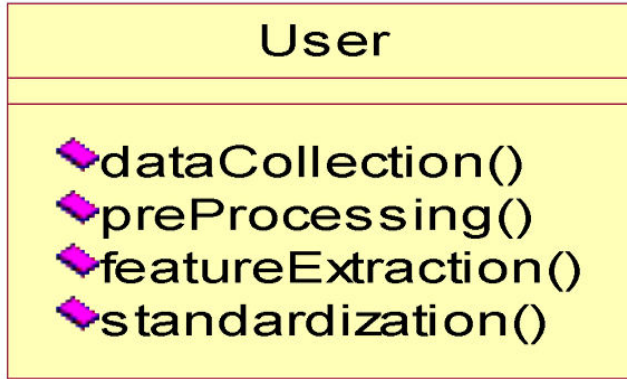 User
dataCollection()
preProcessing()
featureExtraction()
standardization()